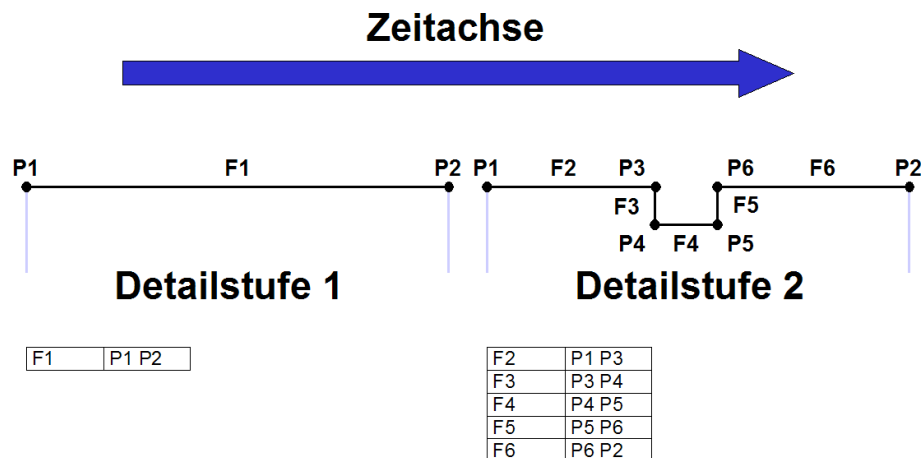 Zeitachse
P1 F1 P2 P1 F2 P3 P6 F6 P2
F3 F5
P4 F4 P5
Detailstufe 1 Detailstufe 2
F1 P1 P2 F2 P1 P3
F3 P3 P4
F4 P4 P5
F5 P5 P6
F6 P6 P2